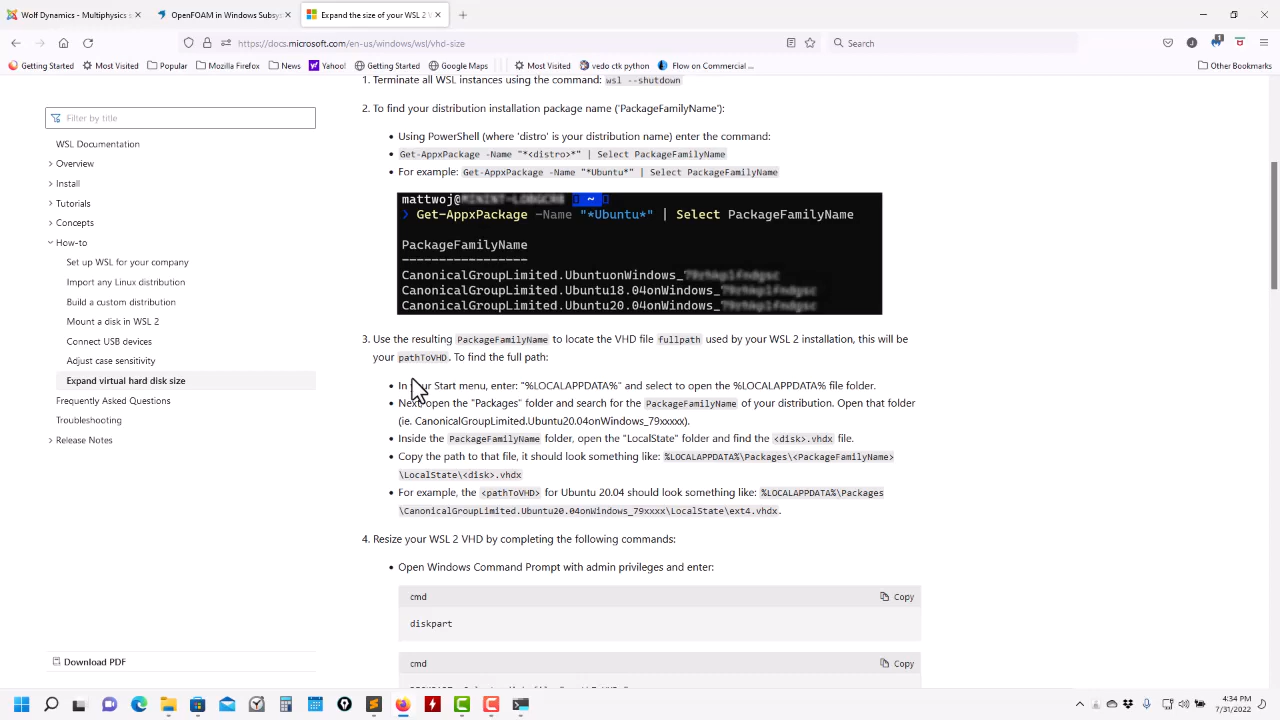 Wolf Dynamics - Multiphysics s
OpenFOAM in Windows Subsys
Expand the size of your WSL 2 V
https://docs.microsoft.com/en-us/windows/wsl/vhd-size
Search
Getting Started
Most Visited
Popular
Mozilla Firefox
News
Yahoo!
Getting Started
Google Maps
Most Visited
vedo ctk python
Flow on Commercial ...
Other Bookmarks
Filter by title
WSL Documentation
Overview
Install
Tutorials
Concepts
How-to
Set up WSL for your company
Import any Linux distribution
Build a custom distribution
Mount a disk in WSL 2
Connect USB devices
Adjust case sensitivity
Expand virtual hard disk size
Frequently Asked Questions
Troubleshooting
Release Notes
Download PDF
1. Terminate all WSL instances using the command: wsl --shutdown
2. To find your distribution installation package name ('PackageFamilyName'):
• Using PowerShell (where 'distro' is your distribution name) enter the command:
• Get-AppxPackage -Name "*<distro>*" | Select PackageFamilyName
• For example: Get-AppxPackage -Name "*Ubuntu*" | Select PackageFamilyName
mattwoj@ ~
> Get-AppxPackage -Name "*Ubuntu*" | Select PackageFamilyName
PackageFamilyName
-----------------
CanonicalGroupLimited.UbuntuonWindows_
CanonicalGroupLimited.Ubuntu18.04onWindows_
CanonicalGroupLimited.Ubuntu20.04onWindows_
3. Use the resulting PackageFamilyName to locate the VHD file fullpath used by your WSL 2 installation, this will be
your pathToVHD. To find the full path:
• In your Start menu, enter: "%LOCALAPPDATA%" and select to open the %LOCALAPPDATA% file folder.
• Next, open the "Packages" folder and search for the PackageFamilyName of your distribution. Open that folder
(ie. CanonicalGroupLimited.Ubuntu20.04onWindows_79xxxxx).
• Inside the PackageFamilyName folder, open the "LocalState" folder and find the <disk>.vhdx file.
• Copy the path to that file, it should look something like: %LOCALAPPDATA%\Packages\<PackageFamilyName>
\LocalState\<disk>.vhdx
• For example, the <pathToVHD> for Ubuntu 20.04 should look something like: %LOCALAPPDATA%\Packages
\CanonicalGroupLimited.Ubuntu20.04onWindows_79xxxx\LocalState\ext4.vhdx.
4. Resize your WSL 2 VHD by completing the following commands:
• Open Windows Command Prompt with admin privileges and enter:
cmd
Copy
diskpart
cmd
Copy
:34 PM
7/31/2022